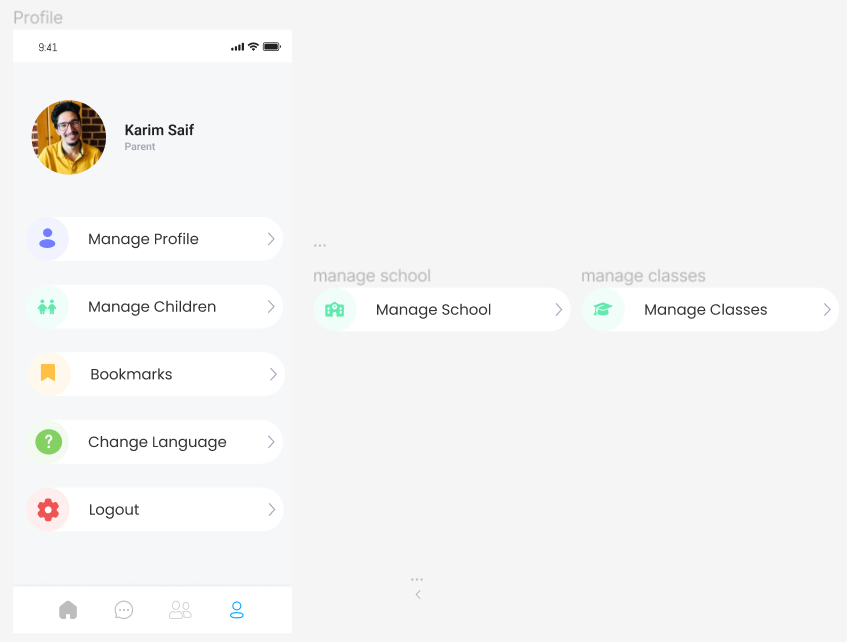 Profile
9:41
Karim Saif
Parent
Manage Profile
...
manage school
manage classes
Manage Children
Manage School
Manage Classes
Bookmarks
?
Change Language
Logout
...